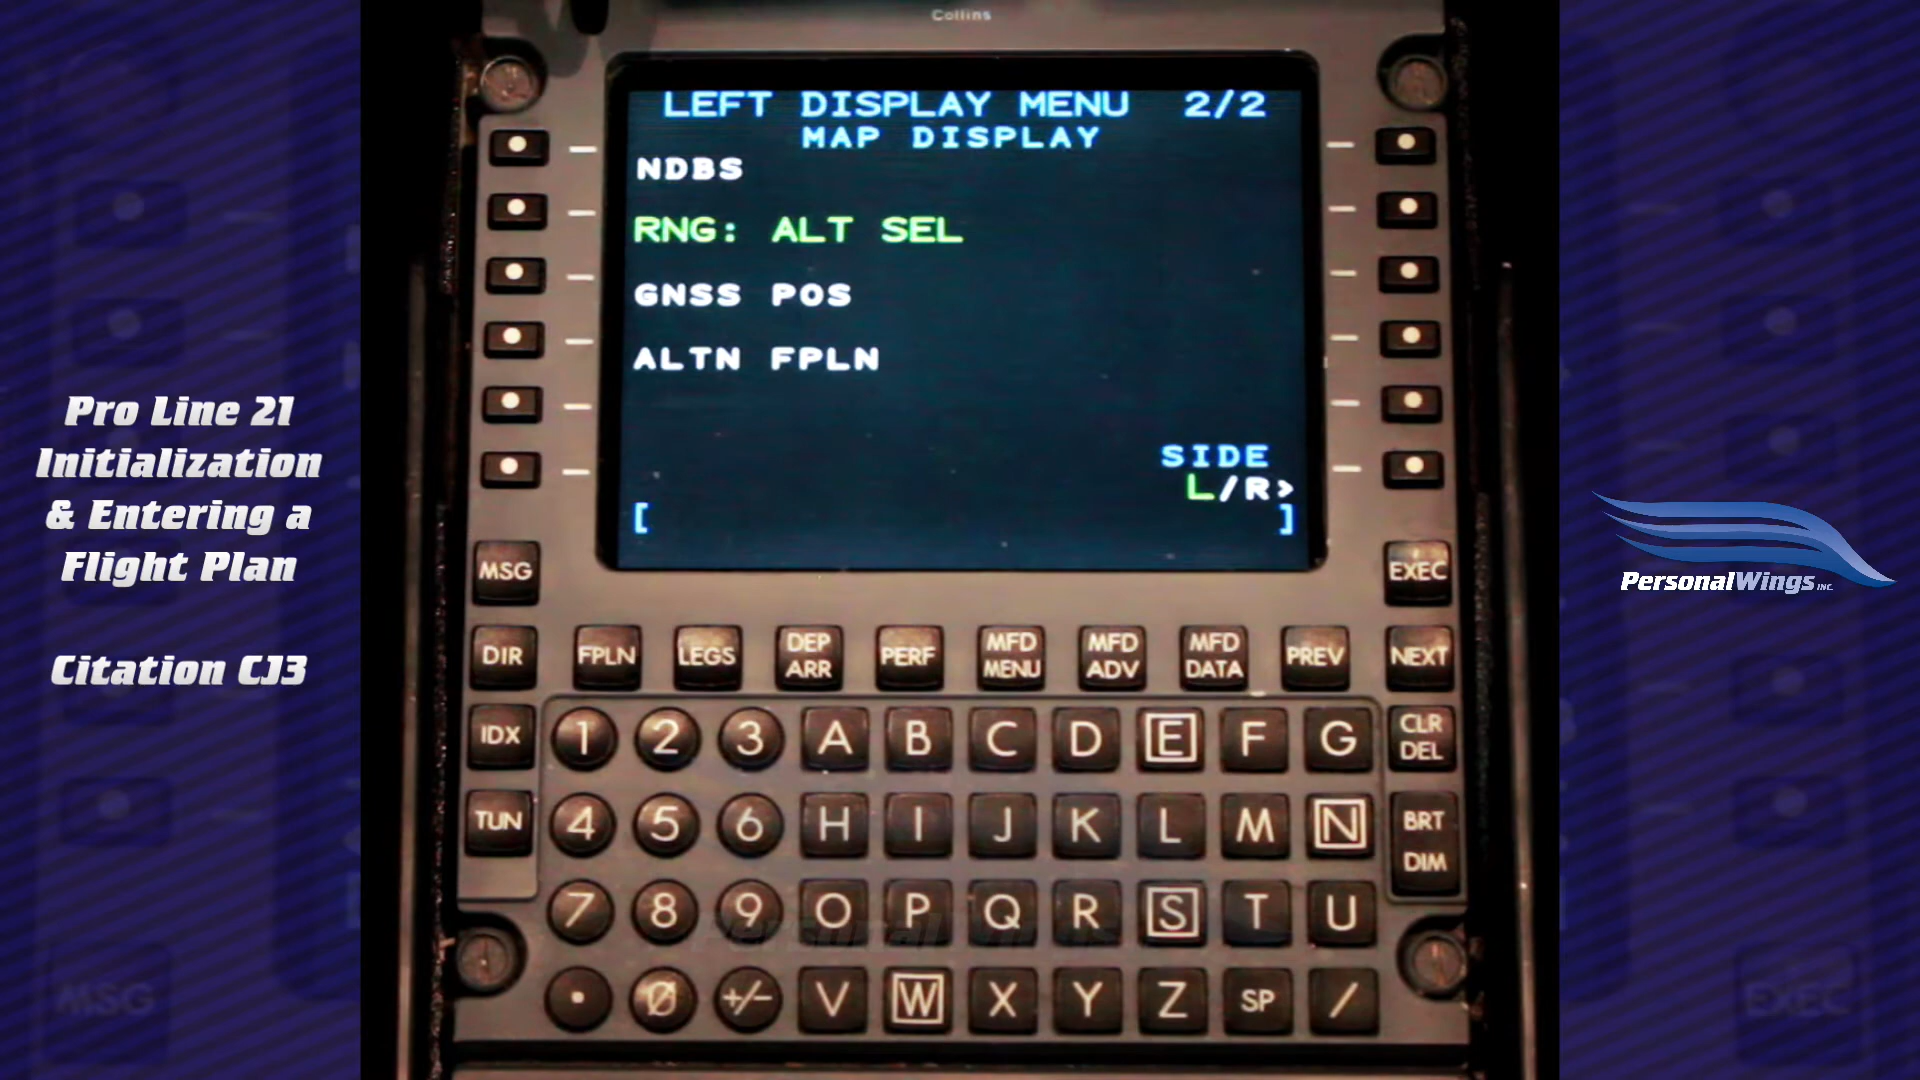 Collins
LEFT DISPLAY MENU 2/2
MAP DISPLAY
NDBS
RNG: ALT SEL
GNSS POS
ALTN FPLN
SIDE
L/R>
[ ]
Pro Line 21
Initialization
& Entering a
Flight Plan
Citation CJ3
PersonalWings INC.
MSG EXEC
DIR FPLN LEGS DEP ARR PERF MFD MENU MFD ADV MFD DATA PREV NEXT
IDX 1 2 3 A B C D E F G CLR DEL
TUN 4 5 6 H I J K L M N BRT DIM
7 8 9 O P Q R S T U
. 0 +/- V W X Y Z SP /
MSG EXEC